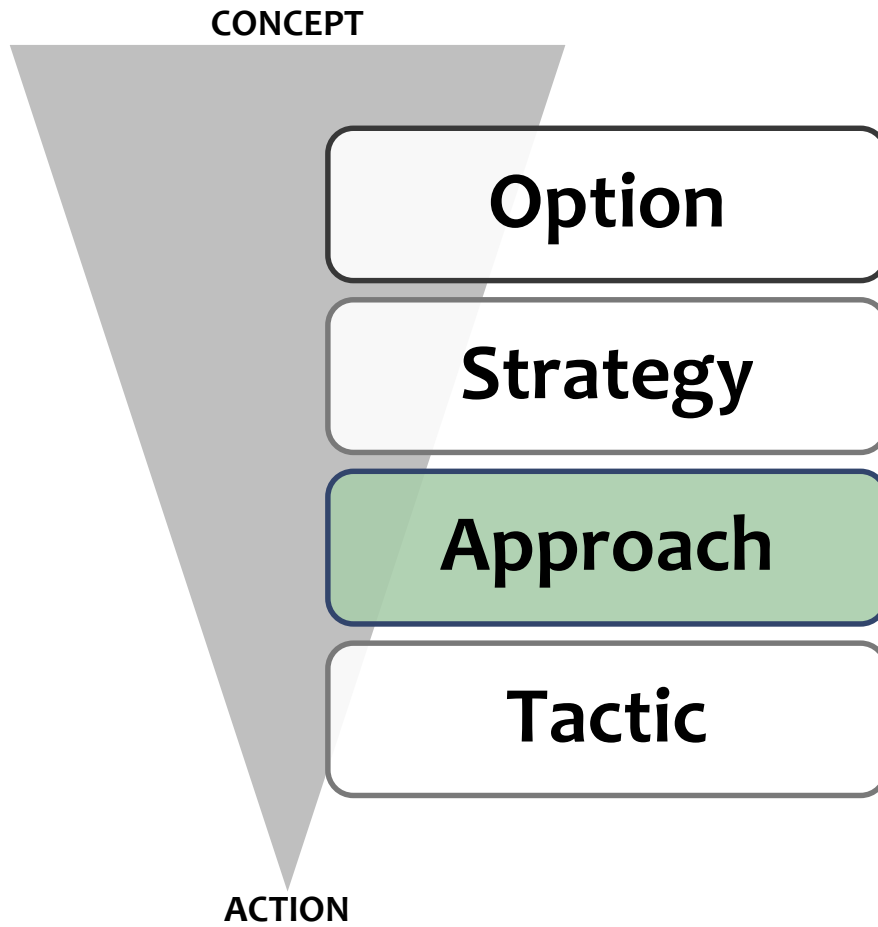 CONCEPT
Option
Strategy
Approach
Tactic
ACTION